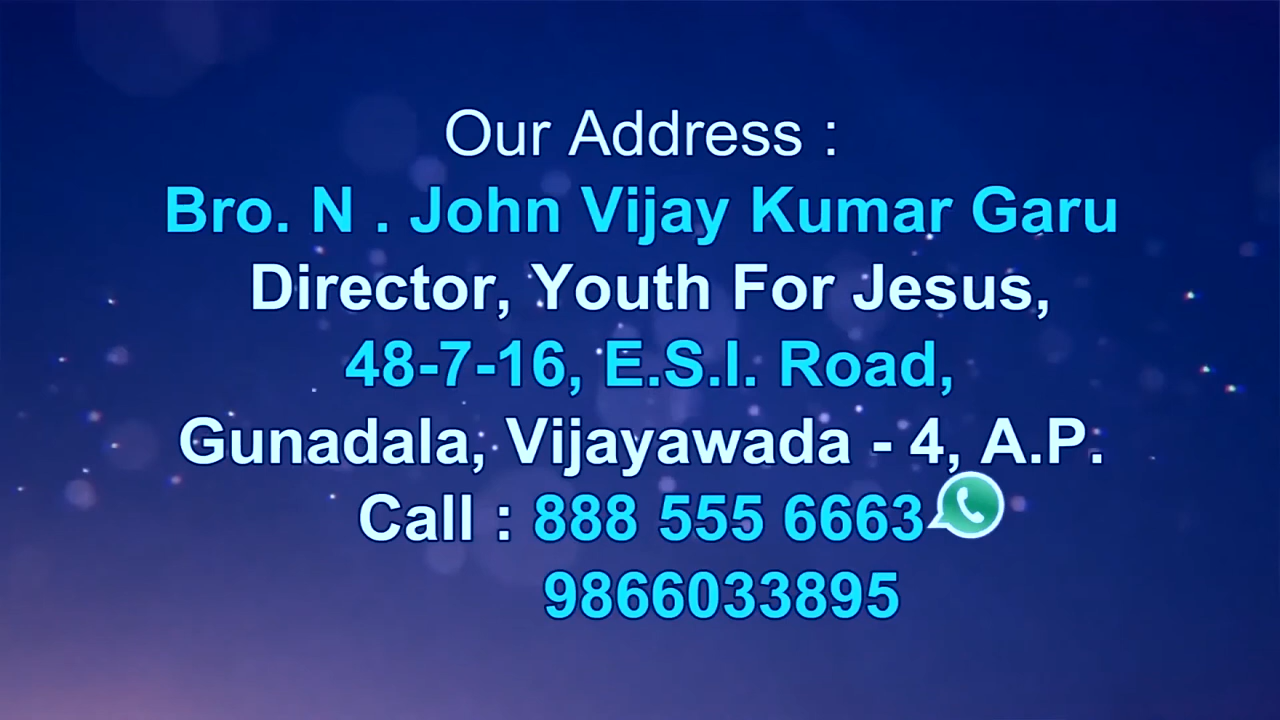 Our Address :
Bro. N . John Vijay Kumar Garu
Director, Youth For Jesus,
48-7-16, E.S.I. Road,
Gunadala, Vijayawada - 4, A.P.
Call : 888 555 6663
9866033895